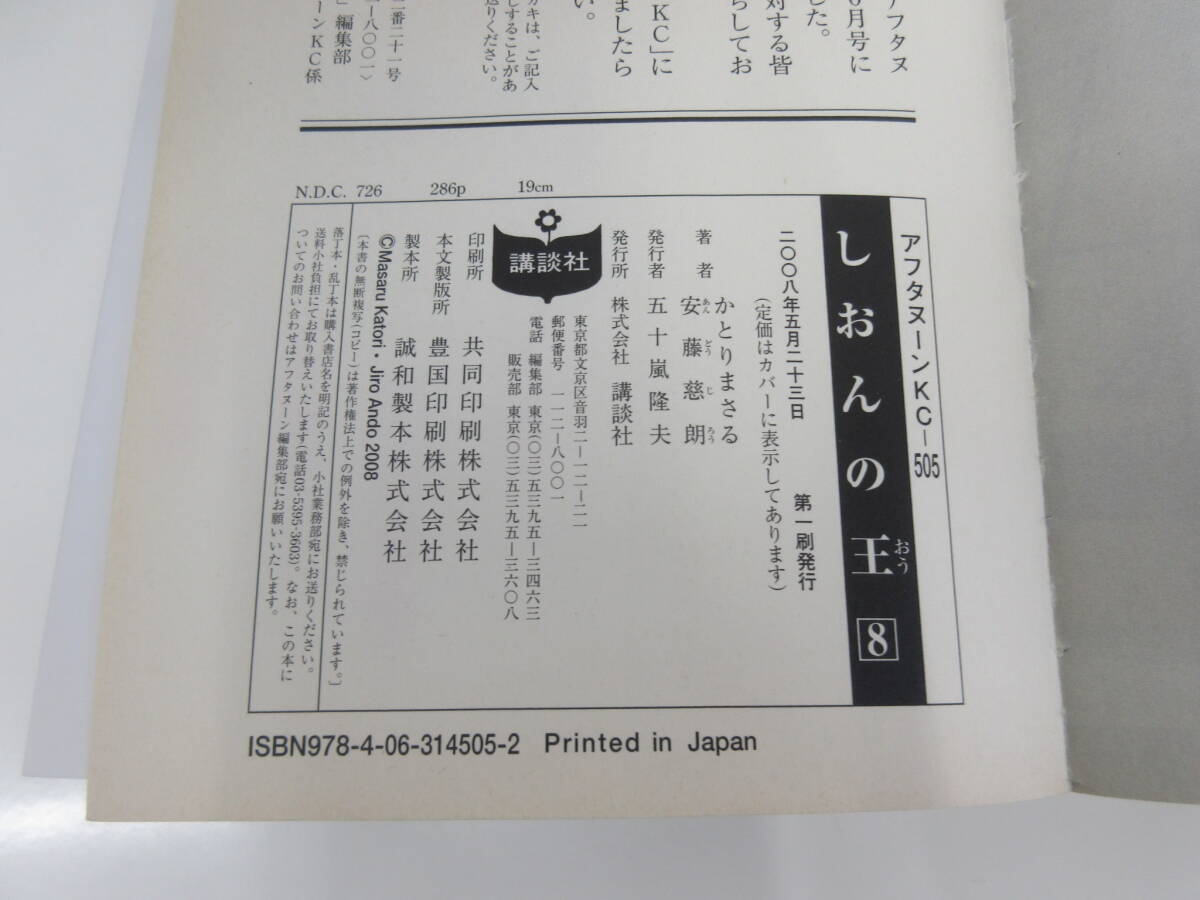 アフタヌ
6月号に
した。
対する皆
らしてお
KC」に
ましたら
い。
ガキは、ご記入
しすることがあ
送りください。
二番二十一号
一八〇〇一〉
」編集部
ーンKC係
N.D.C. 726 286p 19cm
アフタヌーンKC-505
しおんの王 8
おう
二〇〇八年五月二十三日 第一刷発行
(定価はカバーに表示してあります)
著者 かとりまさる
安藤慈朗
あんどうじろう
発行者 五十嵐隆夫
発行所 株式会社 講談社
東京都文京区音羽二-一二-二一
郵便番号 一一二-八〇〇一
電話 編集部 東京(〇三)五三九五-三四六三
販売部 東京(〇三)五三九五-三六〇八
講談社
印刷所 共同印刷株式会社
本文製版所 豊国印刷株式会社
製本所 誠和製本株式会社
©Masaru Katori・Jiro Ando 2008
〔本書の無断複写(コピー)は著作権法上での例外を除き、禁じられています。〕
落丁本・乱丁本は購入書店名を明記のうえ、小社業務部宛にお送りください。
送料小社負担にてお取り替えいたします(電話03-5395-3603)。なお、この本に
ついてのお問い合わせはアフタヌーン編集部宛にお願いいたします。
ISBN978-4-06-314505-2 Printed in Japan